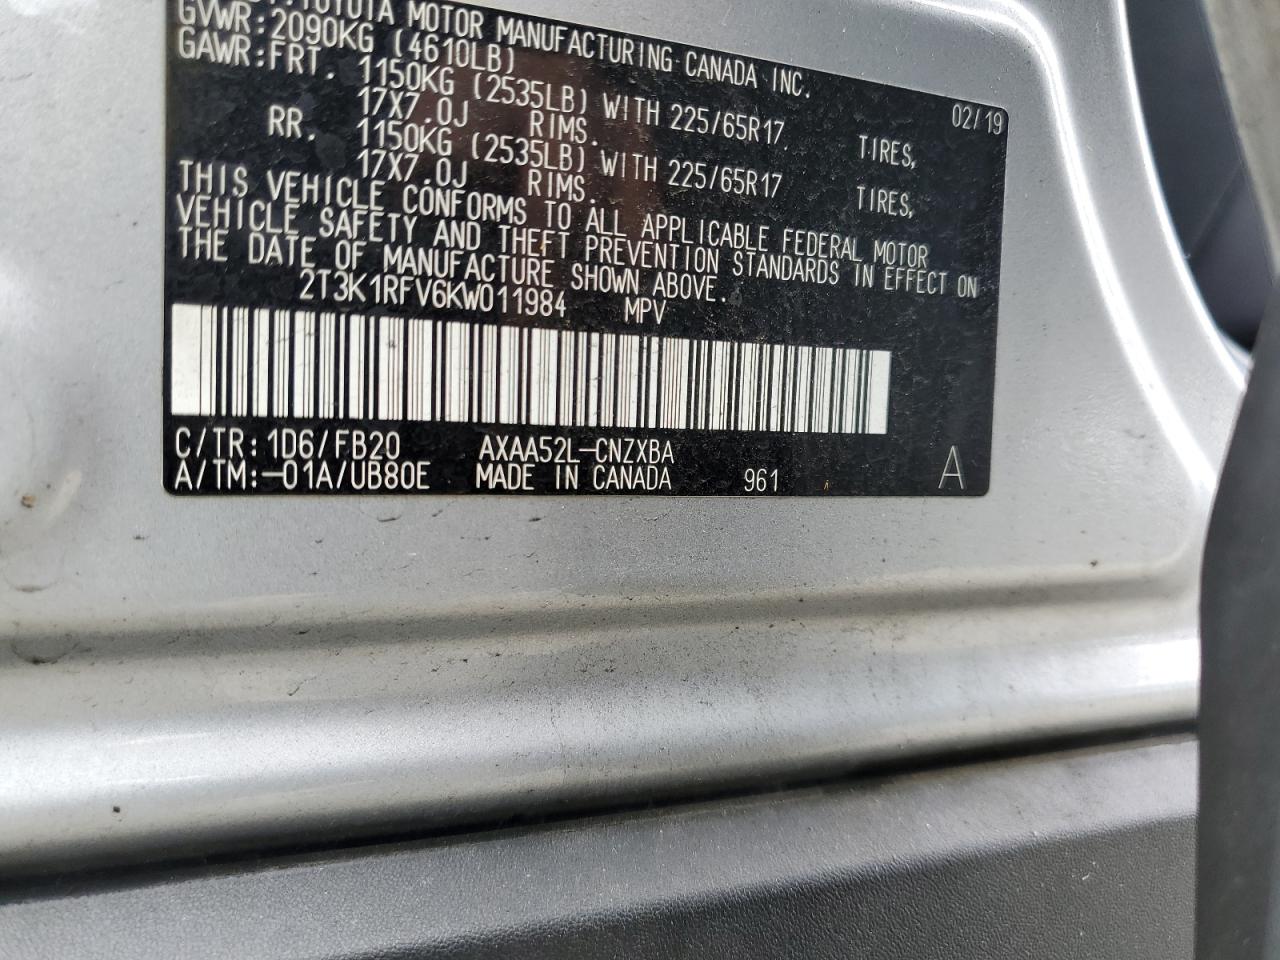 TOYOTA MOTOR MANUFACTURING CANADA INC.
GVWR:2090KG (4610LB) 02/19
GAWR:FRT. 1150KG (2535LB) WITH 225/65R17 TIRES,
17X7.0J RIMS.
RR. 1150KG (2535LB) WITH 225/65R17 TIRES,
17X7.0J RIMS.
THIS VEHICLE CONFORMS TO ALL APPLICABLE FEDERAL MOTOR
VEHICLE SAFETY AND THEFT PREVENTION STANDARDS IN EFFECT ON
THE DATE OF MANUFACTURE SHOWN ABOVE.
2T3K1RFV6KW011984 MPV
C/TR:1D6/FB20 AXAA52L-CNZXBA
A/TM:-01A/UB80E MADE IN CANADA 961 A